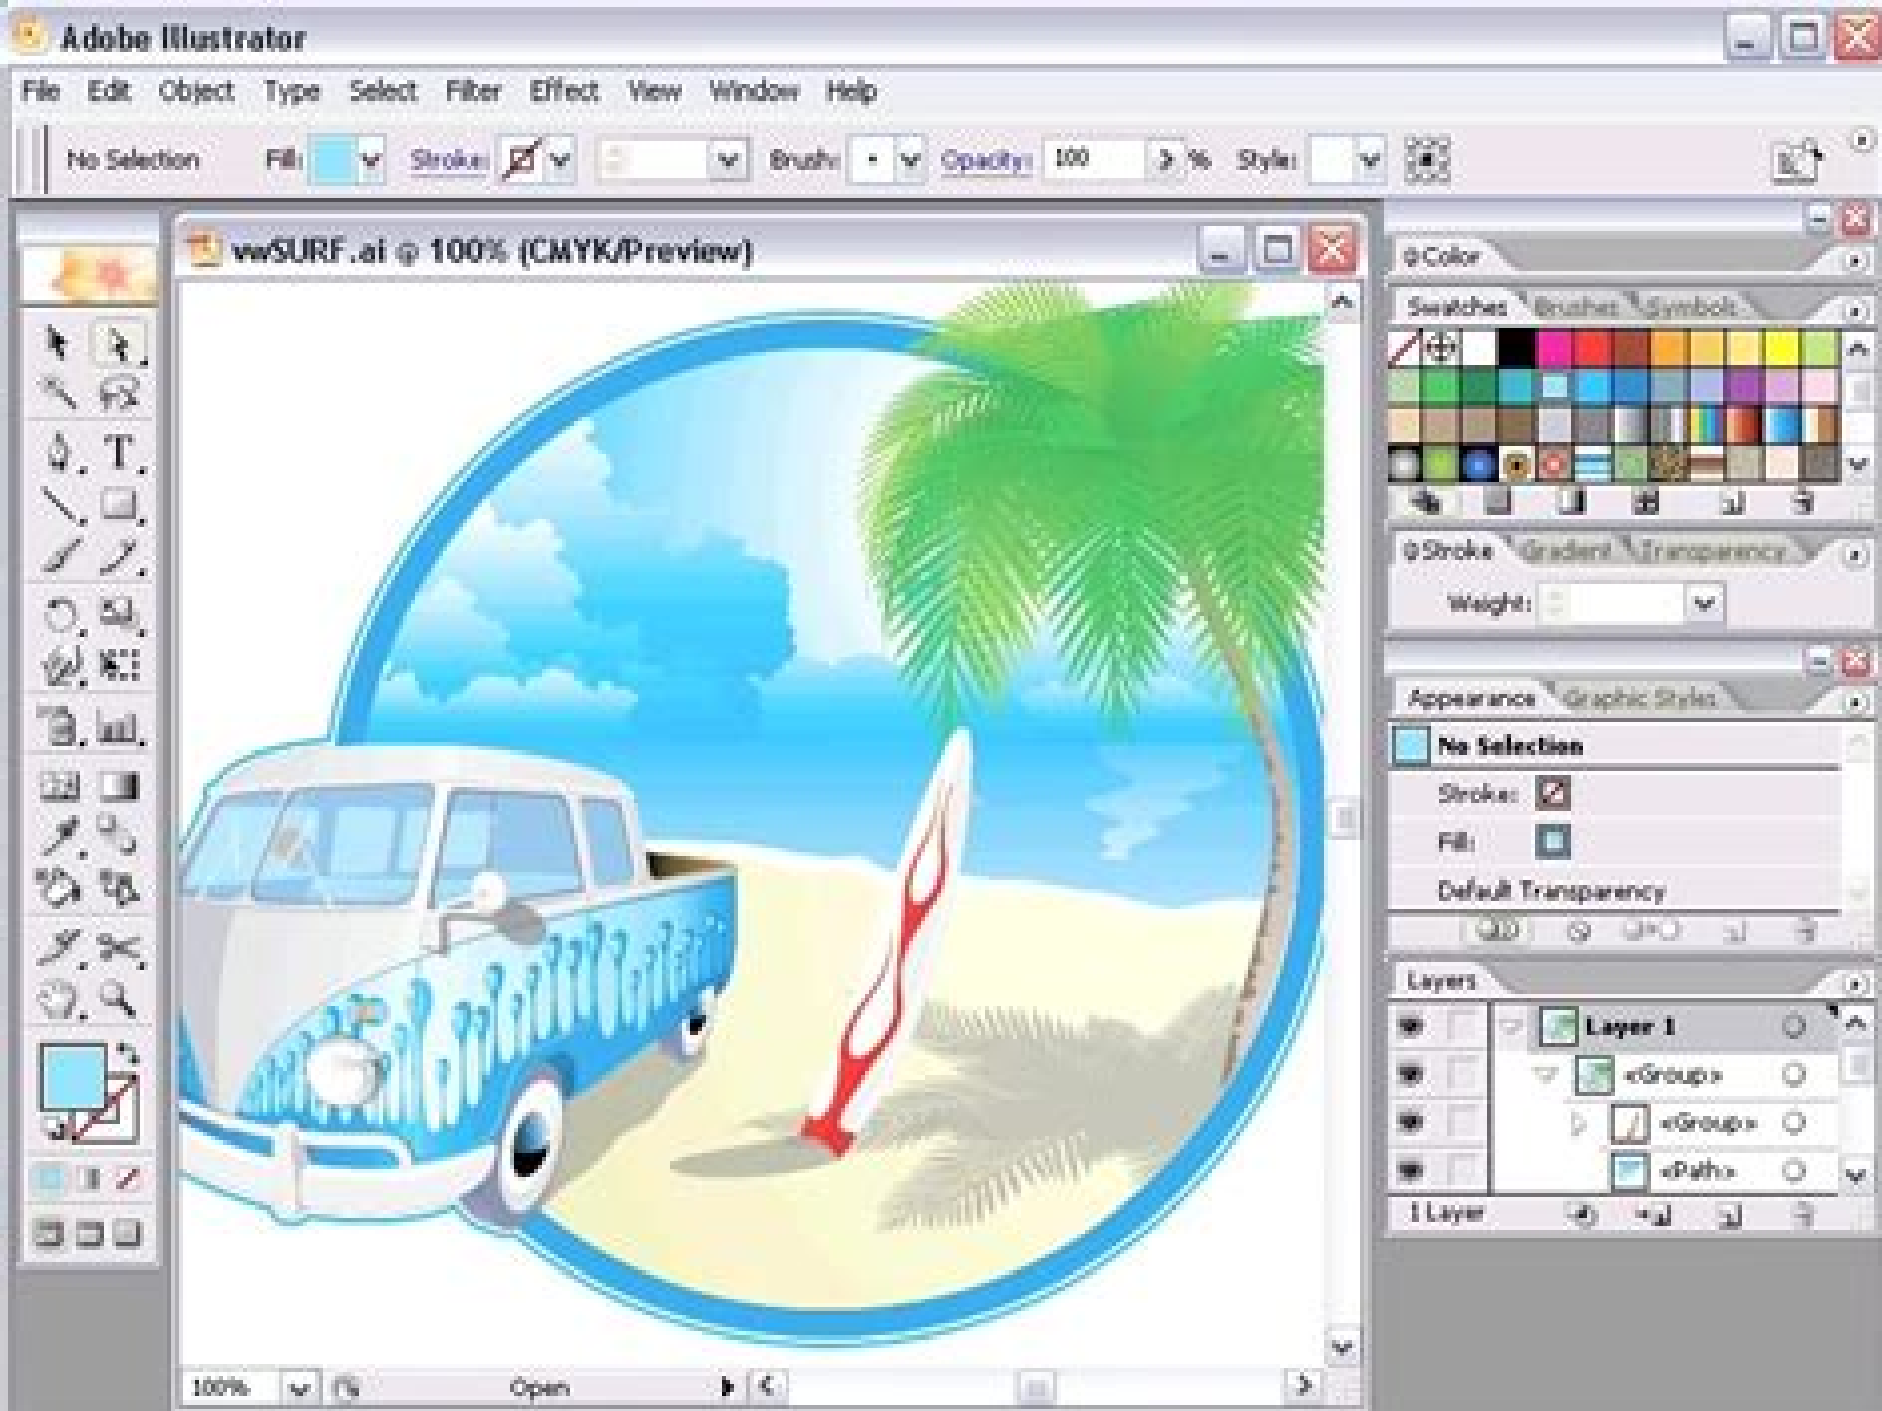 Adobe Illustrator
File Edit Object Type Select Filter Effect View Window Help
No Selection Fill: Stroke: Brush: Opacity: 100 % Style:
vwSURF.ai @ 100% (CMYK/Preview)
Color
Swatches Brushes Symbols
Stroke Gradient Transparency
Weight:
Appearance Graphic Styles
No Selection
Stroke:
Fill:
Default Transparency
Layers
Layer 1
<Group>
<Group>
<Path>
1 Layer
T
100% Open